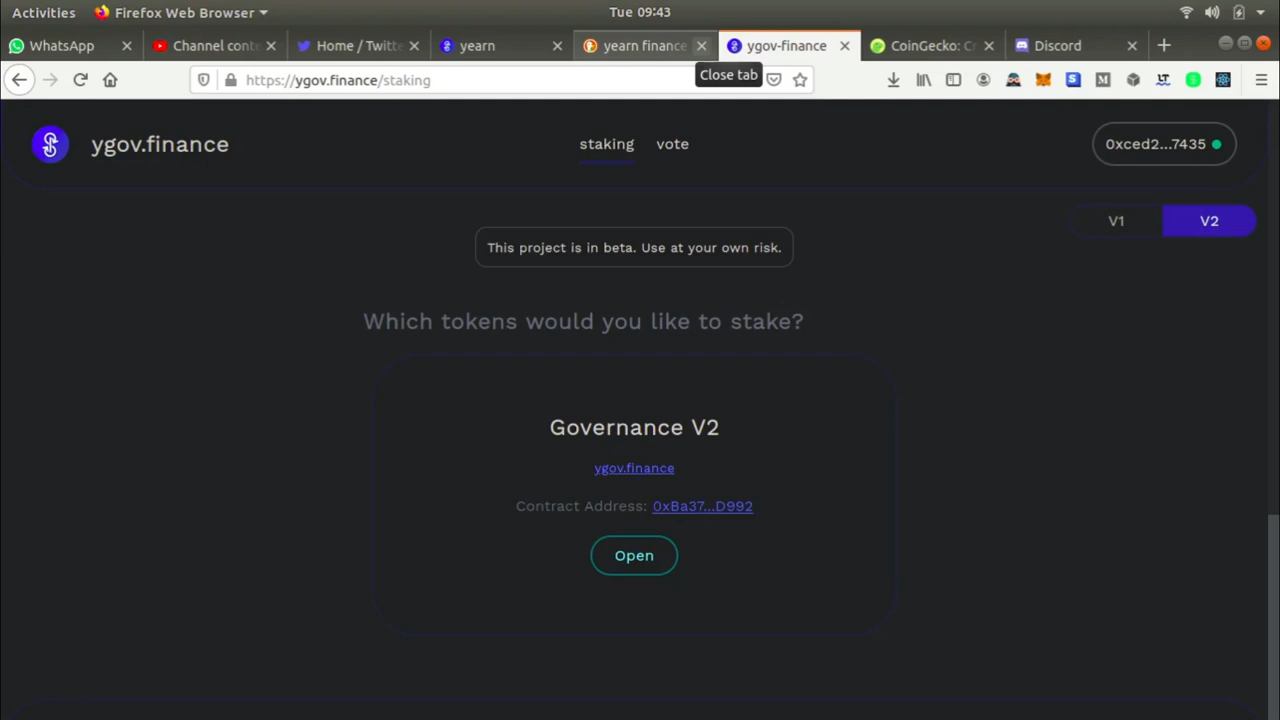 Activities
Firefox Web Browser
Tue 09:43
WhatsApp
Channel conte
Home / Twitte
yearn
yearn finance
ygov-finance
CoinGecko: Cr
Discord
https://ygov.finance/staking
Close tab
ygov.finance
staking
vote
0xced2...7435
V1
V2
This project is in beta. Use at your own risk.
Which tokens would you like to stake?
Governance V2
ygov.finance
Contract Address: 0xBa37...D992
Open